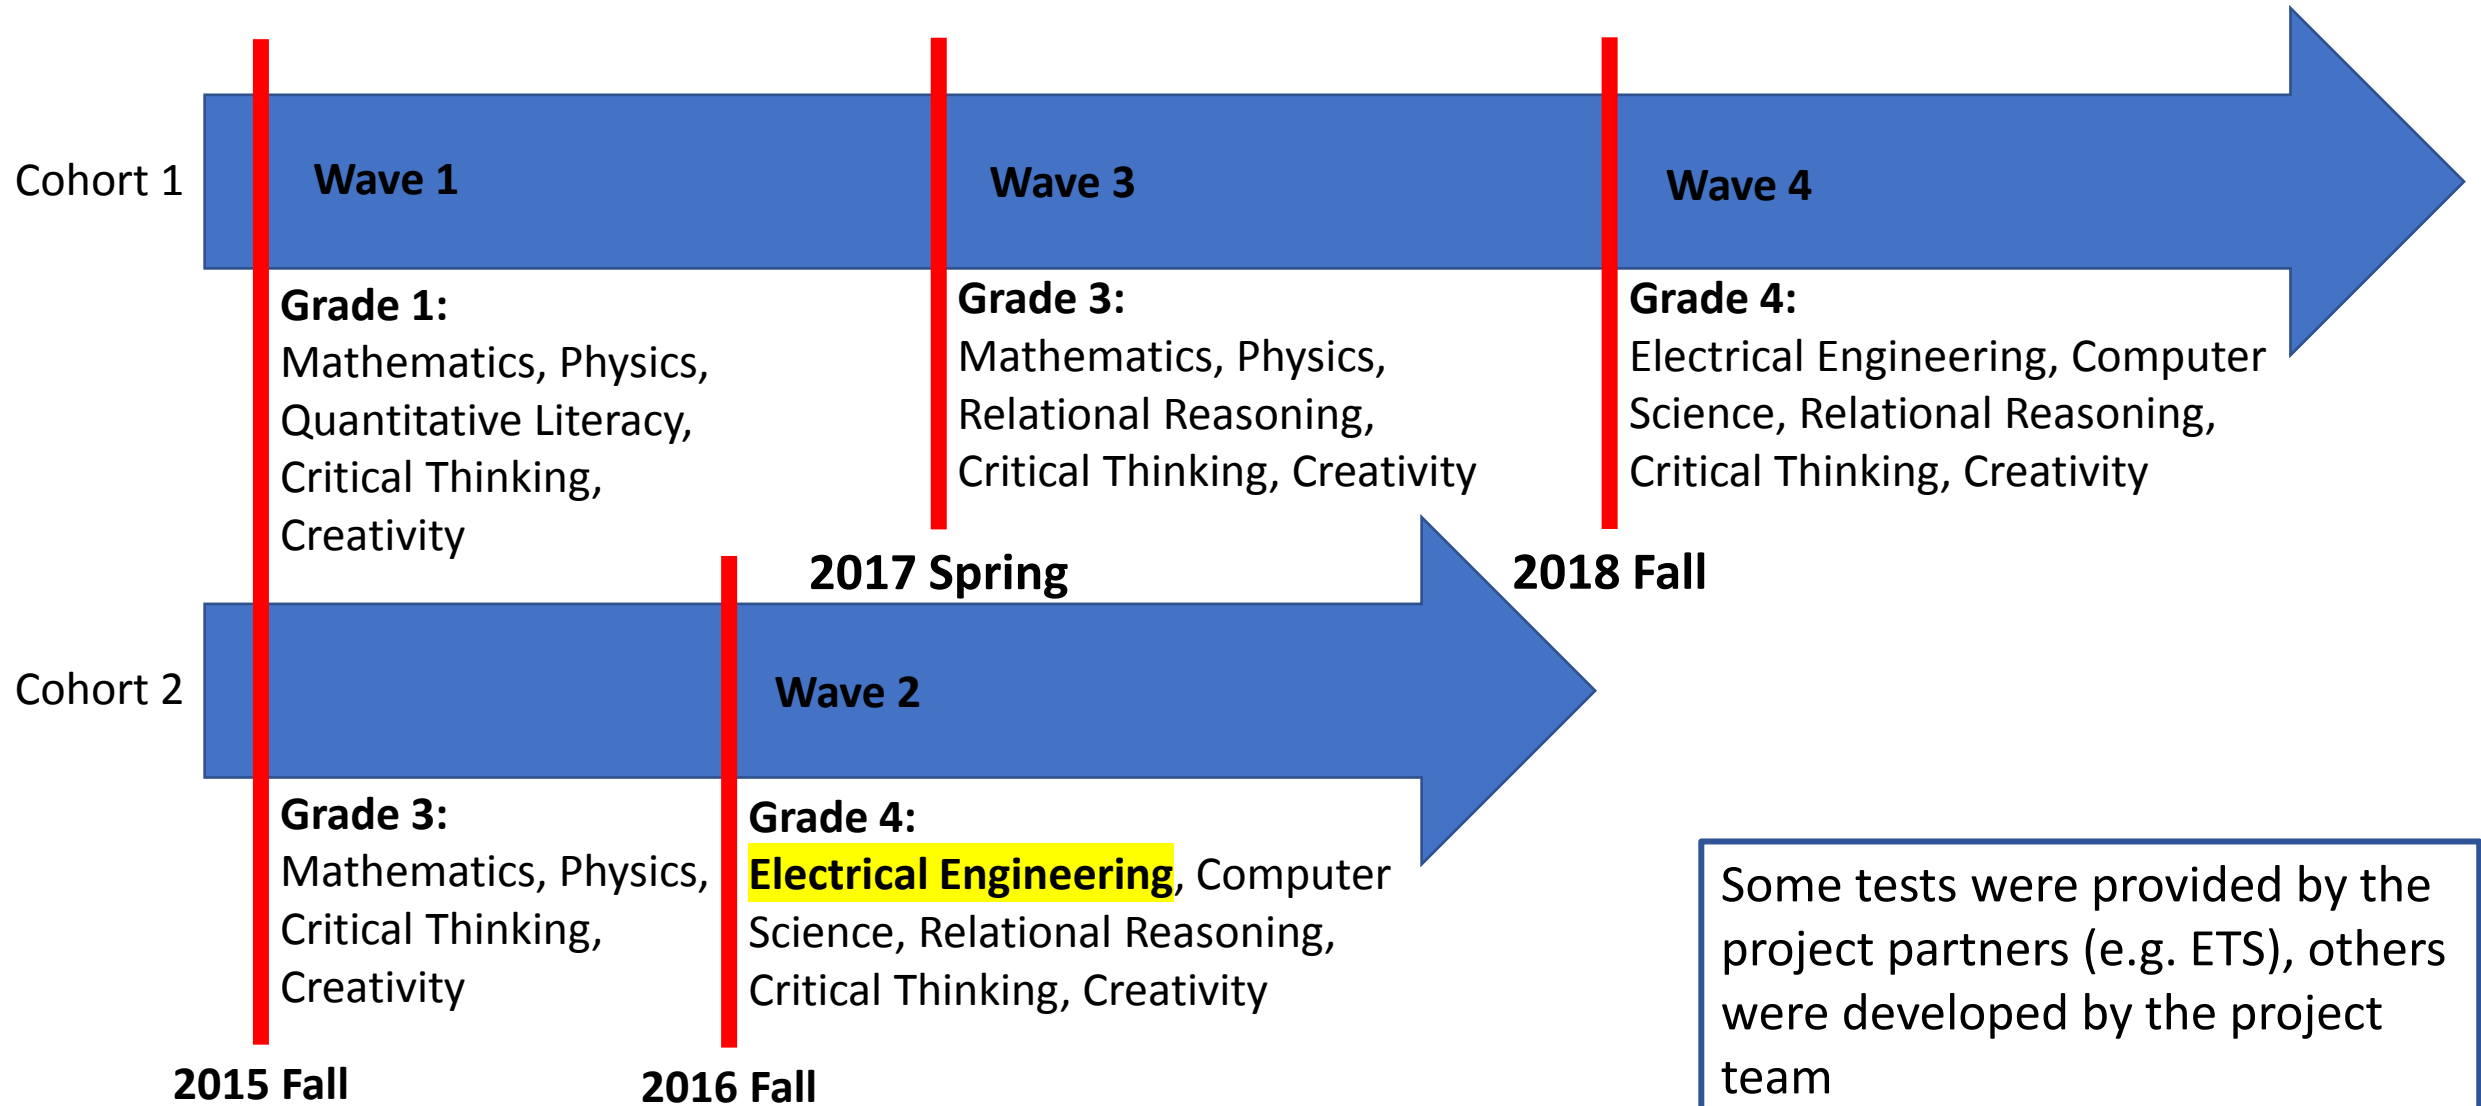 Cohort 1
Wave 1
Wave 3
Wave 4
Grade 1:
Mathematics, Physics,
Quantitative Literacy,
Critical Thinking,
Creativity
Grade 3:
Mathematics, Physics,
Relational Reasoning,
Critical Thinking, Creativity
Grade 4:
Electrical Engineering, Computer
Science, Relational Reasoning,
Critical Thinking, Creativity
2017 Spring
2018 Fall
Cohort 2
Wave 2
Grade 3:
Mathematics, Physics,
Critical Thinking,
Creativity
Grade 4:
Electrical Engineering, Computer
Science, Relational Reasoning,
Critical Thinking, Creativity
2015 Fall
2016 Fall
Some tests were provided by the
project partners (e.g. ETS), others
were developed by the project
team